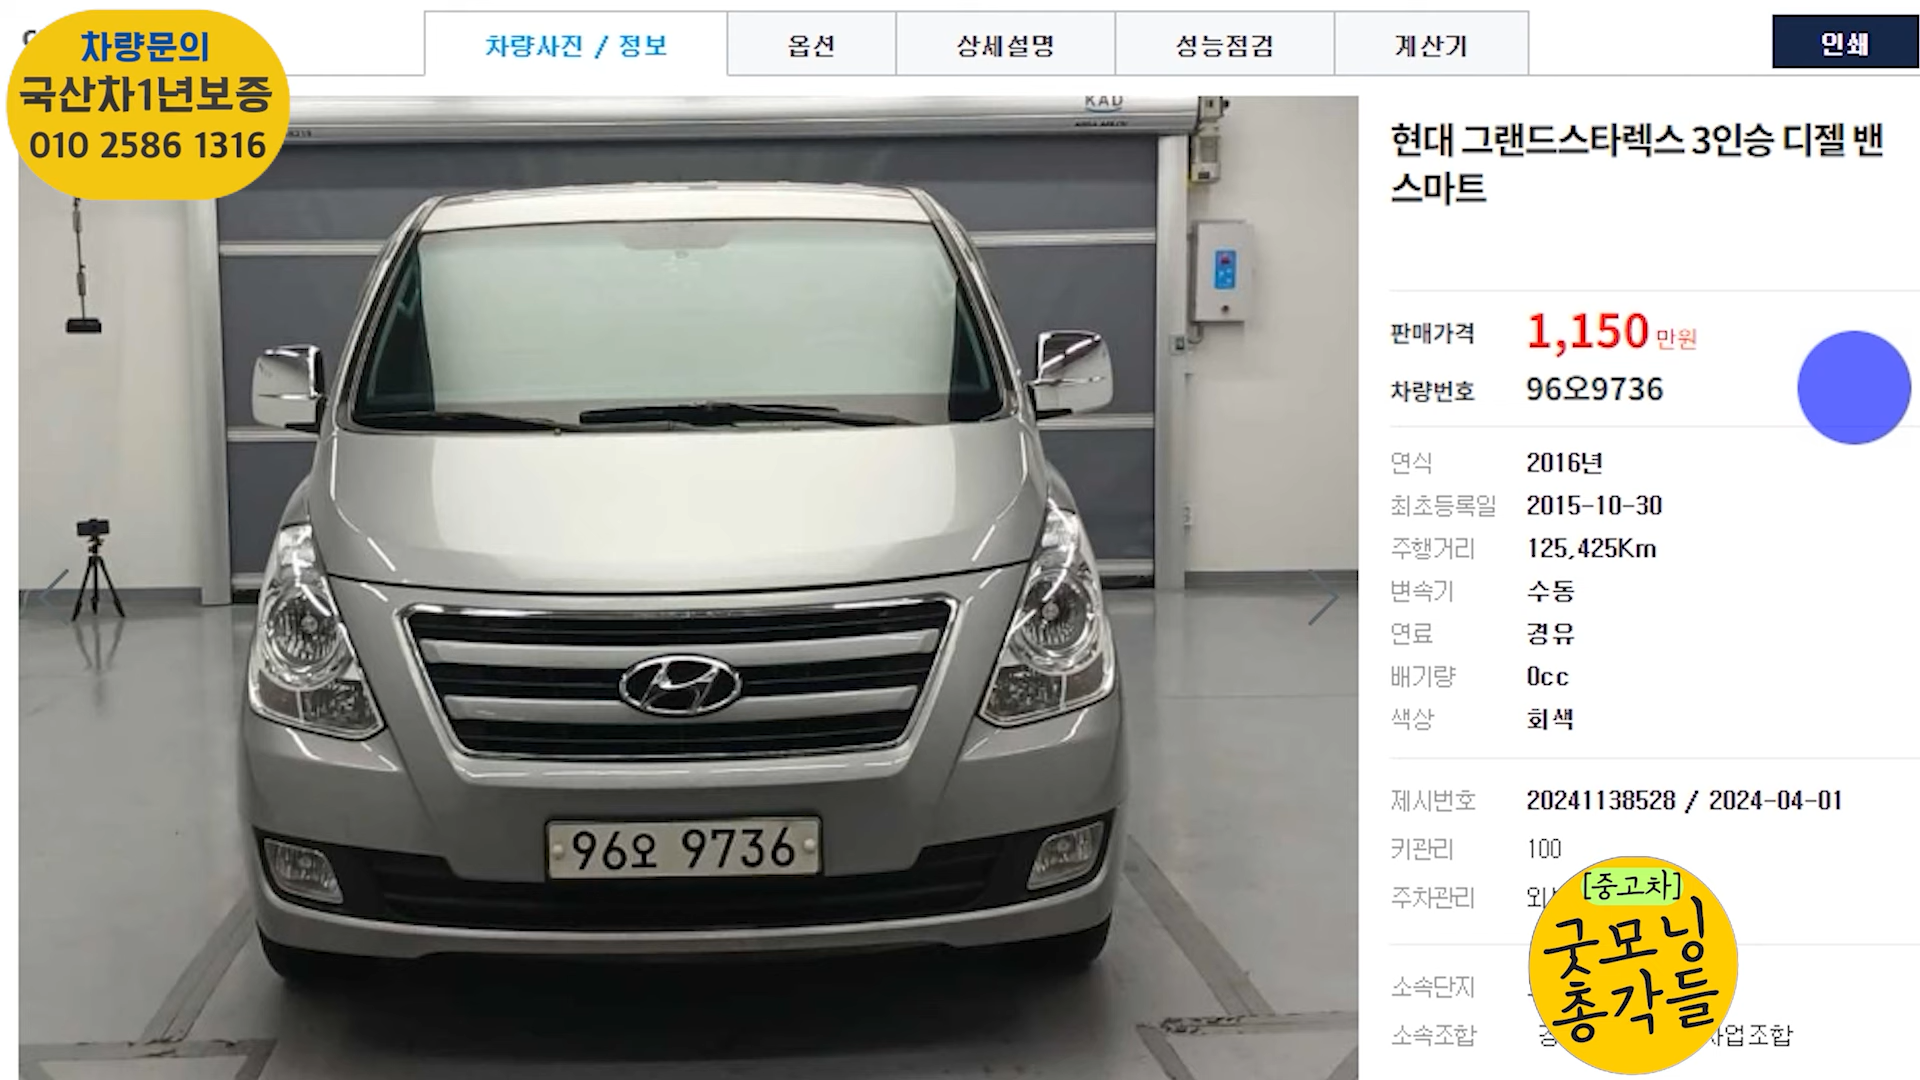 차량문의
국산차1년보증
010 2586 1316
차량사진 / 정보
옵션
상세설명
성능점검
계산기
인쇄
KAD
현대 그랜드스타렉스 3인승 디젤 밴
스마트
판매가격 1,150 만원
차량번호 96오9736
연식 2016년
최초등록일 2015-10-30
주행거리 125,425Km
변속기 수동
연료 경유
배기량 0cc
색상 회색
제시번호 20241138528 / 2024-04-01
키관리 100
주차관리
소속단지
소속조합 사업조합
96오 9736
[중고차]
굿모닝
총각들